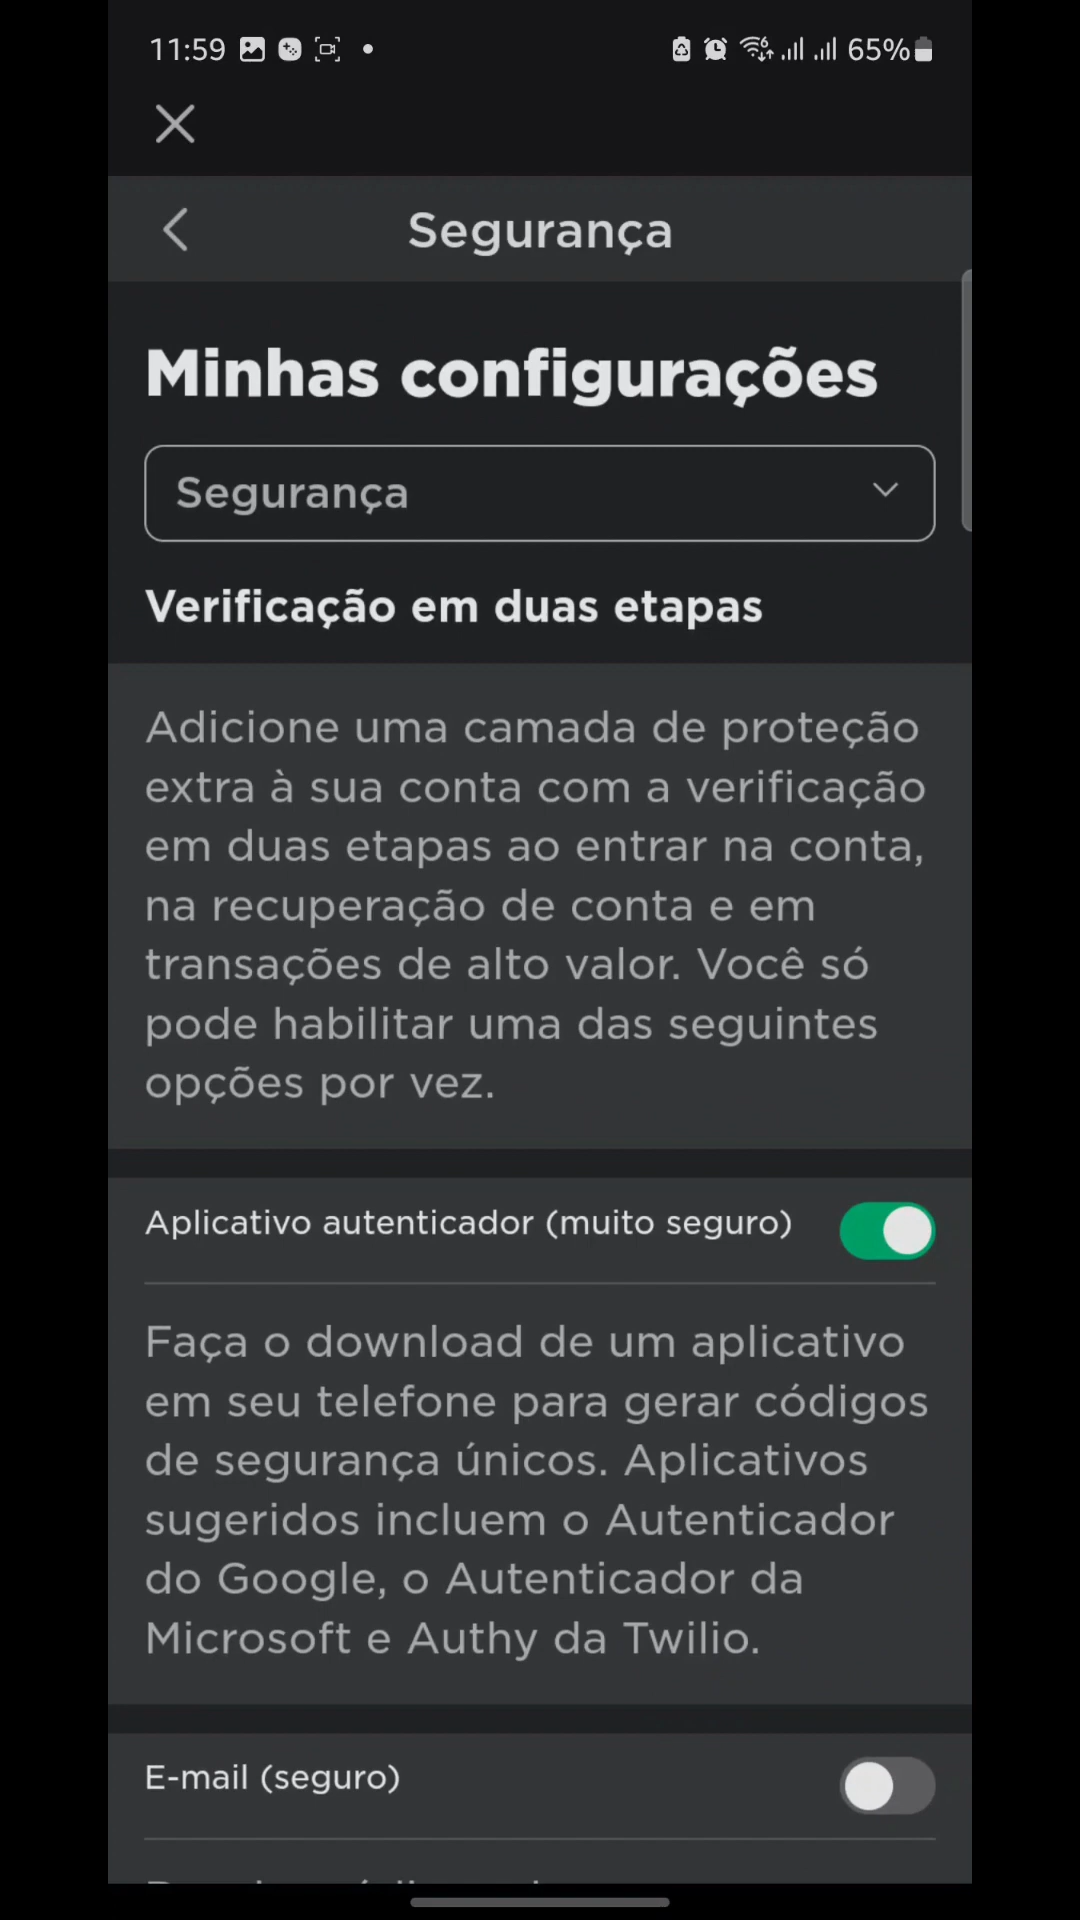 11:59
65%
Segurança
Minhas configurações
Segurança
Verificação em duas etapas
Adicione uma camada de proteção
extra à sua conta com a verificação
em duas etapas ao entrar na conta,
na recuperação de conta e em
transações de alto valor. Você só
pode habilitar uma das seguintes
opções por vez.
Aplicativo autenticador (muito seguro)
Faça o download de um aplicativo
em seu telefone para gerar códigos
de segurança únicos. Aplicativos
sugeridos incluem o Autenticador
do Google, o Autenticador da
Microsoft e Authy da Twilio.
E-mail (seguro)